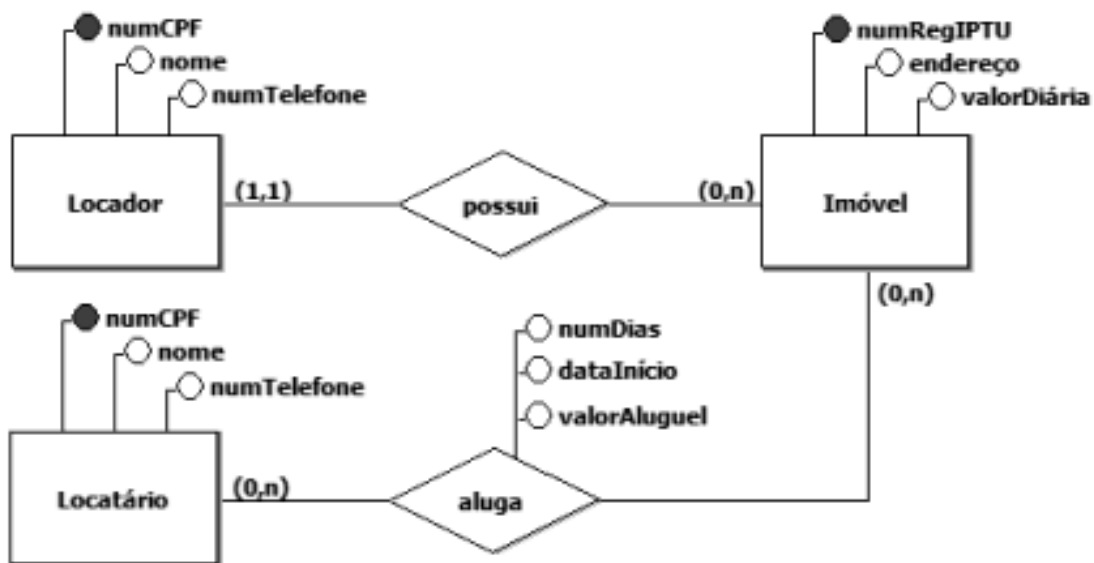 numCPF
nome
numTelefone
numRegIPTU
endereço
valorDiária
Locador
(1,1)
possui
(0,n)
Imóvel
(0,n)
numCPF
nome
numTelefone
numDias
dataInício
valorAluguel
Locatário
(0,n)
aluga